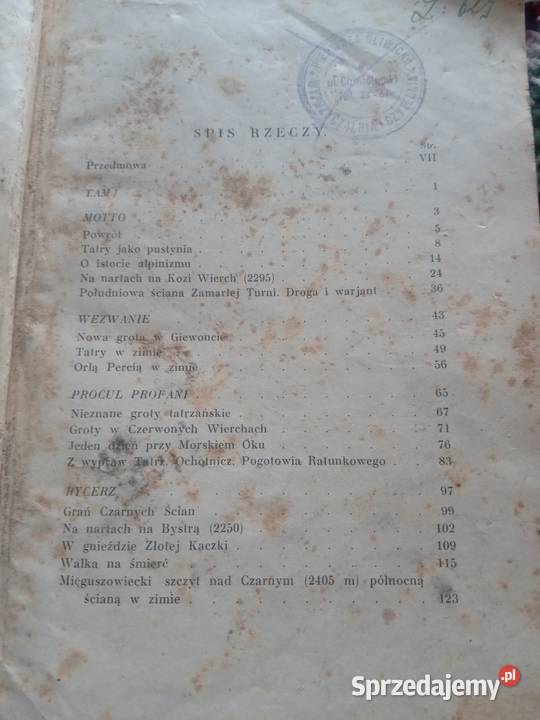 SPIS RZECZY.
Str.
Przedmowa VII
TAM! 1
MOTTO 3
Powrót 5
Tatry jako pustynia 8
O istocie alpinizmu 14
Na nartach na Kozi Wierch (2295) 24
Południowa ściana Zamarłej Turni. Droga i warjant 36
WEZWANIE 43
Nowa grota w Giewoncie 45
Tatry w zimie 49
Orlą Percią w zimie 56
PROCUL PROFANI 65
Nieznane groty tatrzańskie 67
Groty w Czerwonych Wierchach 71
Jeden dzień przy Morskiem Oku 76
Z wypraw Tatrz. Ochotnicz. Pogotowia Ratunkowego 83
RYCERZ 97
Grań Czarnych Ścian 99
Na nartach na Bystrą (2250) 102
W gnieździe Złotej Kaczki 109
Walka na śmierć 115
Mięguszowiecki szczyt nad Czarnym (2405 m) północną
ścianą w zimie 123
Sprzedajemy.pl